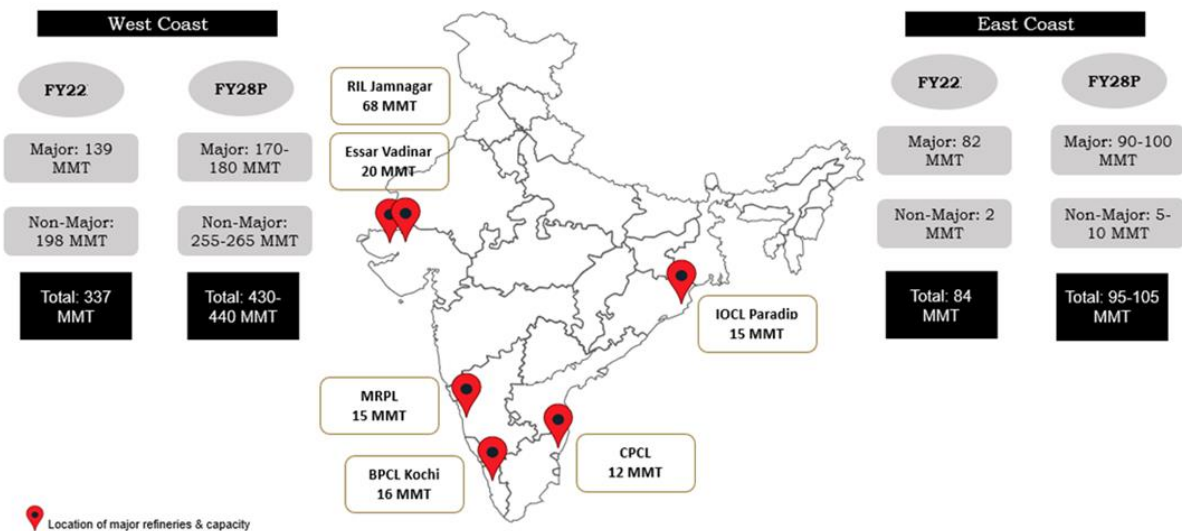 West Coast
FY22
FY28P
Major: 139
MMT
Major: 170-
180 MMT
Non-Major:
198 MMT
Non-Major:
255-265 MMT
Total: 337
MMT
Total: 430-
440 MMT
RIL Jamnagar
68 MMT
Essar Vadinar
20 MMT
MRPL
15 MMT
BPCL Kochi
16 MMT
CPCL
12 MMT
IOCL Paradip
15 MMT
East Coast
FY22
FY28P
Major: 82
MMT
Major: 90-100
MMT
Non-Major: 2
MMT
Non-Major: 5-
10 MMT
Total: 84
MMT
Total: 95-105
MMT
Location of major refineries & capacity